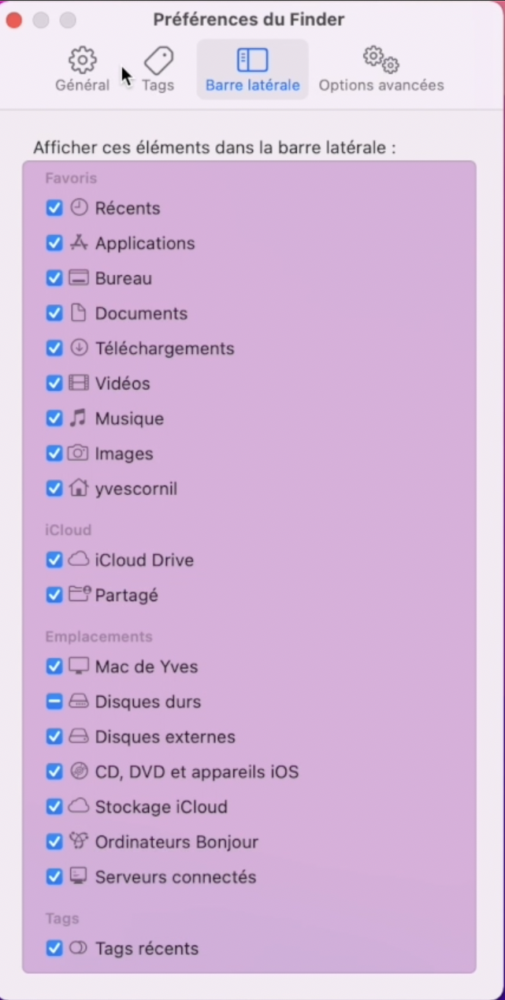 Préférences du Finder
Général
Tags
Barre latérale
Options avancées
Afficher ces éléments dans la barre latérale :
Favoris
Récents
Applications
Bureau
Documents
Téléchargements
Vidéos
Musique
Images
yvescornil
iCloud
iCloud Drive
Partagé
Emplacements
Mac de Yves
Disques durs
Disques externes
CD, DVD et appareils iOS
Stockage iCloud
Ordinateurs Bonjour
Serveurs connectés
Tags
Tags récents